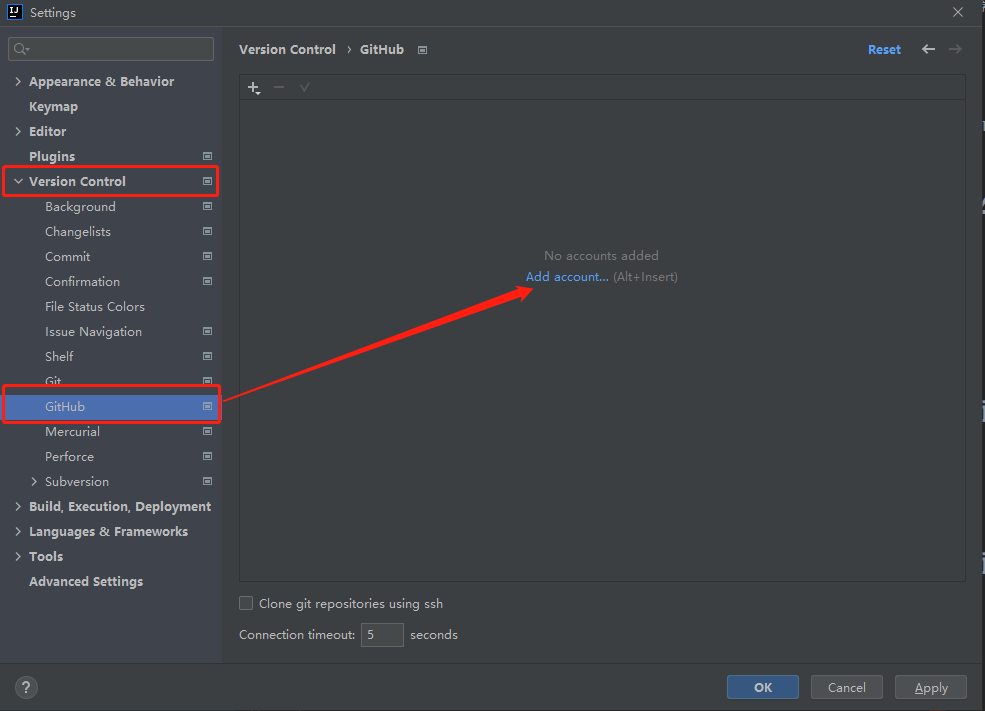 Settings
Version Control › GitHub
Reset
Appearance & Behavior
Keymap
Editor
Plugins
Version Control
Background
Changelists
Commit
Confirmation
File Status Colors
Issue Navigation
Shelf
Git
GitHub
Mercurial
Perforce
Subversion
Build, Execution, Deployment
Languages & Frameworks
Tools
Advanced Settings
No accounts added
Add account... (Alt+Insert)
Clone git repositories using ssh
Connection timeout: 5 seconds
?
OK
Cancel
Apply